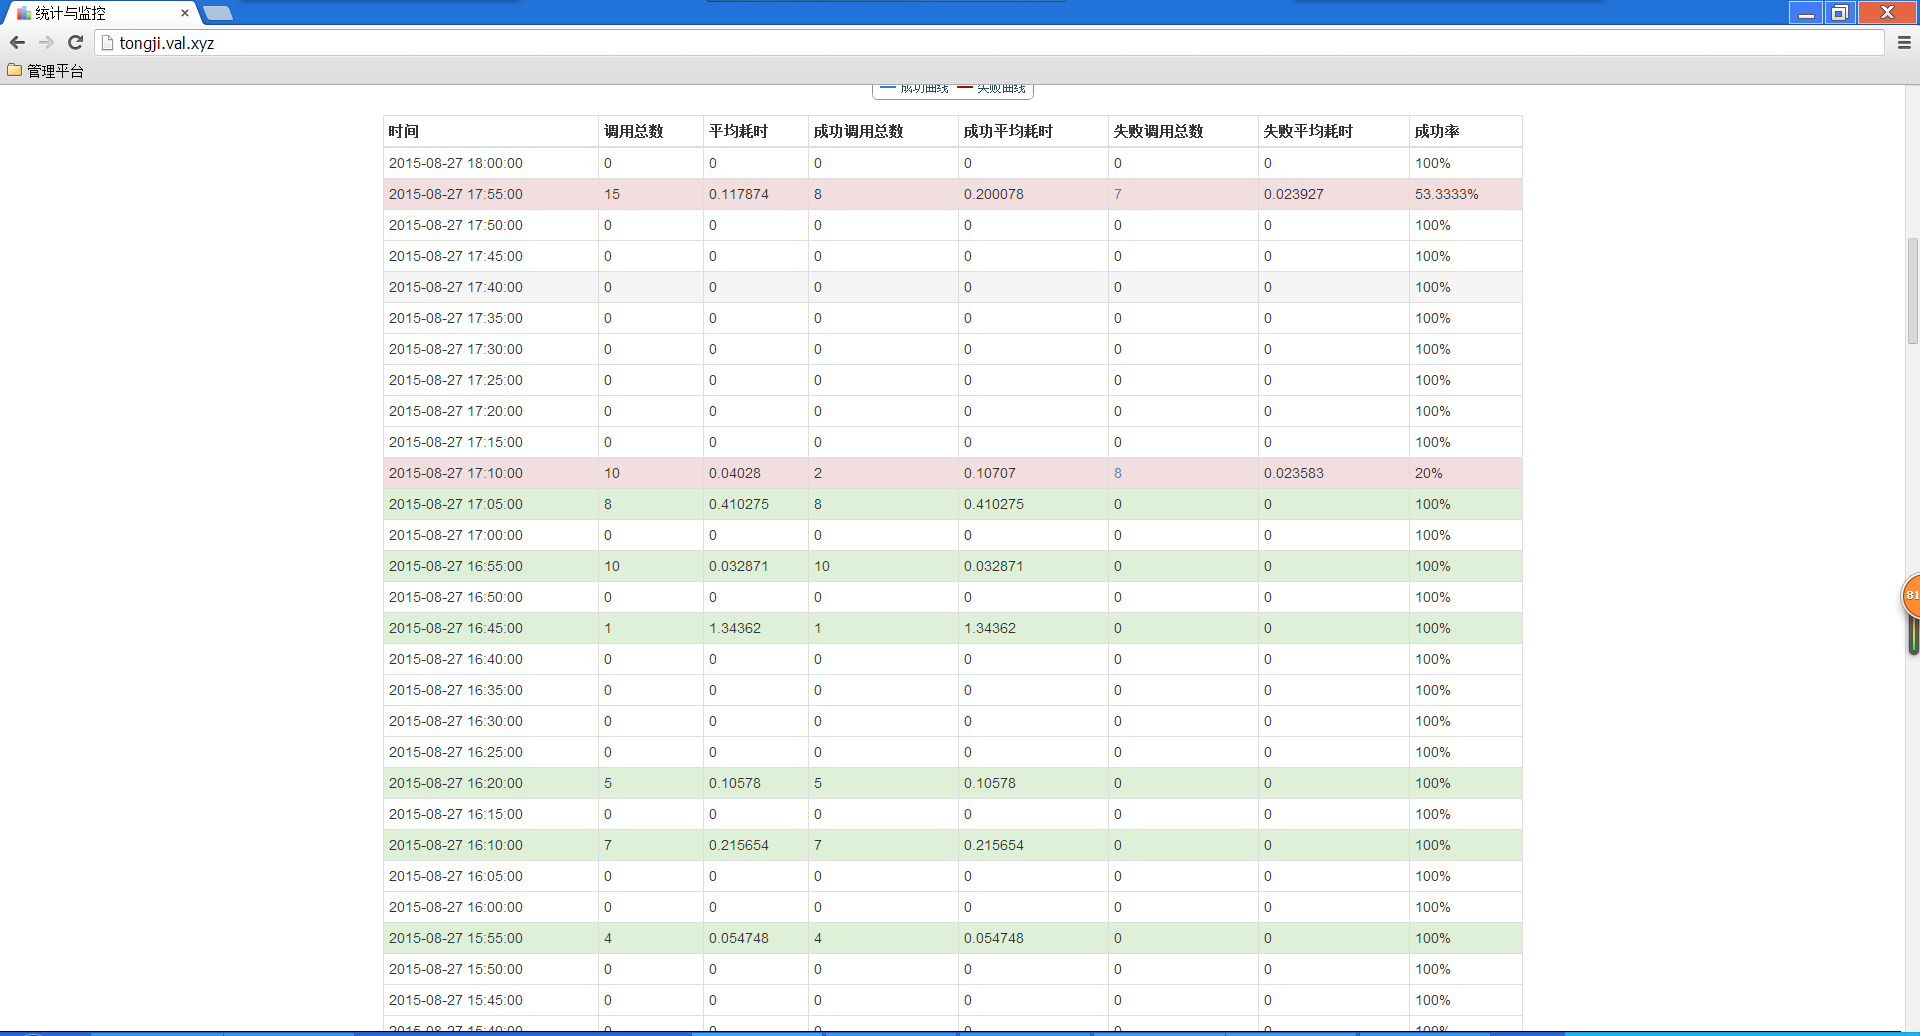 统计与监控
tongji.val.xyz
管理平台
成功曲线 失败曲线
时间 调用总数 平均耗时 成功调用总数 成功平均耗时 失败调用总数 失败平均耗时 成功率
2015-08-27 18:00:00 0 0 0 0 0 0 100%
2015-08-27 17:55:00 15 0.117874 8 0.200078 7 0.023927 53.3333%
2015-08-27 17:50:00 0 0 0 0 0 0 100%
2015-08-27 17:45:00 0 0 0 0 0 0 100%
2015-08-27 17:40:00 0 0 0 0 0 0 100%
2015-08-27 17:35:00 0 0 0 0 0 0 100%
2015-08-27 17:30:00 0 0 0 0 0 0 100%
2015-08-27 17:25:00 0 0 0 0 0 0 100%
2015-08-27 17:20:00 0 0 0 0 0 0 100%
2015-08-27 17:15:00 0 0 0 0 0 0 100%
2015-08-27 17:10:00 10 0.04028 2 0.10707 8 0.023583 20%
2015-08-27 17:05:00 8 0.410275 8 0.410275 0 0 100%
2015-08-27 17:00:00 0 0 0 0 0 0 100%
2015-08-27 16:55:00 10 0.032871 10 0.032871 0 0 100%
2015-08-27 16:50:00 0 0 0 0 0 0 100%
81
2015-08-27 16:45:00 1 1.34362 1 1.34362 0 0 100%
2015-08-27 16:40:00 0 0 0 0 0 0 100%
2015-08-27 16:35:00 0 0 0 0 0 0 100%
2015-08-27 16:30:00 0 0 0 0 0 0 100%
2015-08-27 16:25:00 0 0 0 0 0 0 100%
2015-08-27 16:20:00 5 0.10578 5 0.10578 0 0 100%
2015-08-27 16:15:00 0 0 0 0 0 0 100%
2015-08-27 16:10:00 7 0.215654 7 0.215654 0 0 100%
2015-08-27 16:05:00 0 0 0 0 0 0 100%
2015-08-27 16:00:00 0 0 0 0 0 0 100%
2015-08-27 15:55:00 4 0.054748 4 0.054748 0 0 100%
2015-08-27 15:50:00 0 0 0 0 0 0 100%
2015-08-27 15:45:00 0 0 0 0 0 0 100%
2015-08-27 15:40:00 0 0 0 0 0 0 100%